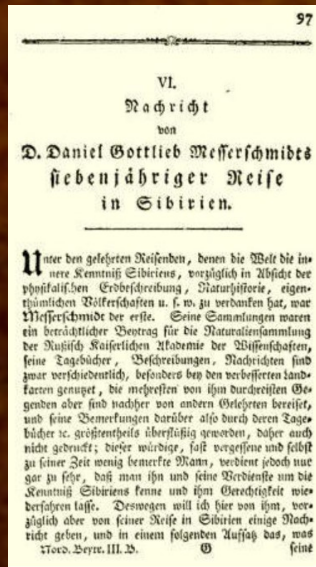 97
VI.
Nachricht
von
D. Daniel Gottlieb Messerschmidts
siebenjähriger Reise
in Sibirien.
Unter den gelehrten Reisenden, denen die Welt die in-
nere Kenntniß Sibiriens, vorzüglich in Absicht der
physikalischen Erdbeschreibung, Naturhistorie, eigen-
thümlichen Völkerschaften u. s. w. zu verdanken hat, war
Messerschmidt der erste. Seine Sammlungen waren
ein beträchtlicher Beytrag für die Naturaliensammlung
der Rußisch Kaiserlichen Akademie der Wissenschaften,
seine Tagebücher, Beschreibungen, Nachrichten sind
zwar verschiedentlich, besonders bey den verbesserten Land-
karten genutzet, die mehresten von ihm durchreisten Ge-
genden aber sind nachher von andern Gelehrten bereiset,
und seine Bemerkungen darüber also durch deren Tage-
bücher ꝛc. größtentheils überflüßig geworden, daher auch
nicht gedruckt; dieser würdige, fast vergessene und selbst
zu seiner Zeit wenig bemerkte Mann, verdient jedoch nur
gar zu sehr, daß man ihn und seine Verdienste um die
Kenntniß Sibiriens kenne und ihm Gerechtigkeit wie-
derfahren lasse. Deswegen will ich hier von ihm, vor-
züglich aber von seiner Reise in Sibirien einige Nach-
richt geben, und in einem folgenden Aufsatz das, was
Nord. Beytr. III. B. G seine